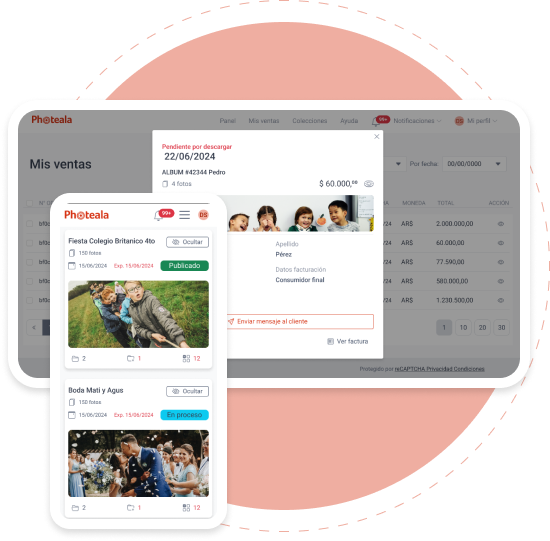 Photeala
Panel
Mis ventas
Colecciones
Ayuda
99+
Notificaciones
DS
Mi perfil
Mis ventas
Por fecha:
00/00/0000
MONEDA
TOTAL
ACCIÓN
AR$
2.000.000,00
AR$
60.000,00
AR$
77.590,00
AR$
580.000,00
AR$
1.230.500,00
<
1
10
20
30
Protegido por reCAPTCHA Privacidad Condiciones
Pendiente por descargar
22/06/2024
ALBUM #42344 Pedro
4 fotos
$ 60.000,00
Apellido
Pérez
Datos facturación
Consumidor final
Enviar mensaje al cliente
Ver factura
Photeala
99+
DS
Fiesta Colegio Britanico 4to
Ocultar
150 fotos
15/06/2024
Exp. 15/06/2024
Publicado
2
1
12
Boda Mati y Agus
Ocultar
150 fotos
15/06/2024
Exp. 15/06/2024
En proceso
2
1
12